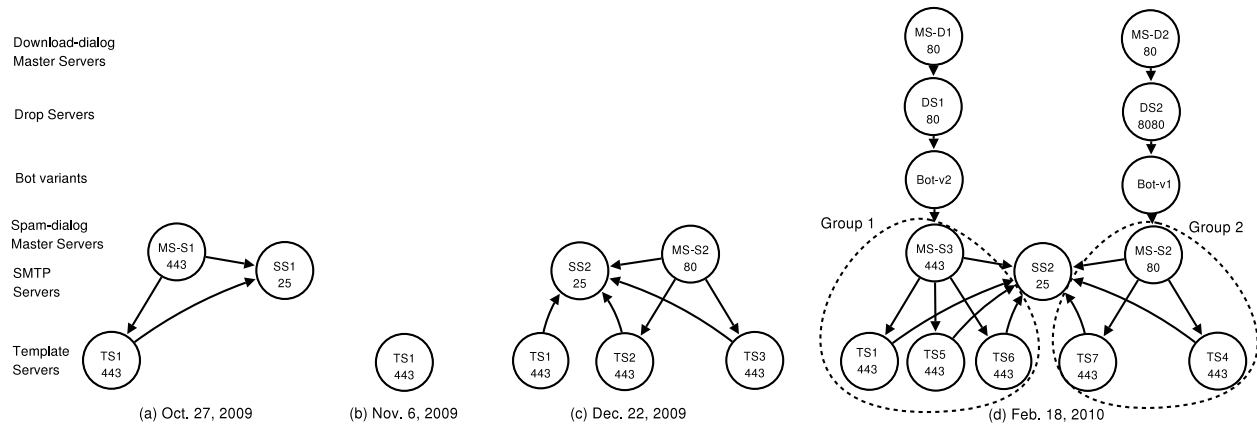 Download-dialog
Master Servers
Drop Servers
Bot variants
Spam-dialog
Master Servers
SMTP
Servers
Template
Servers
MS-S1
443
SS1
25
TS1
443
(a) Oct. 27, 2009
TS1
443
(b) Nov. 6, 2009
SS2
25
MS-S2
80
TS1
443
TS2
443
TS3
443
(c) Dec. 22, 2009
MS-D1
80
MS-D2
80
DS1
80
DS2
8080
Bot-v2
Bot-v1
Group 1
Group 2
MS-S3
443
SS2
25
MS-S2
80
TS1
443
TS5
443
TS6
443
TS7
443
TS4
443
(d) Feb. 18, 2010